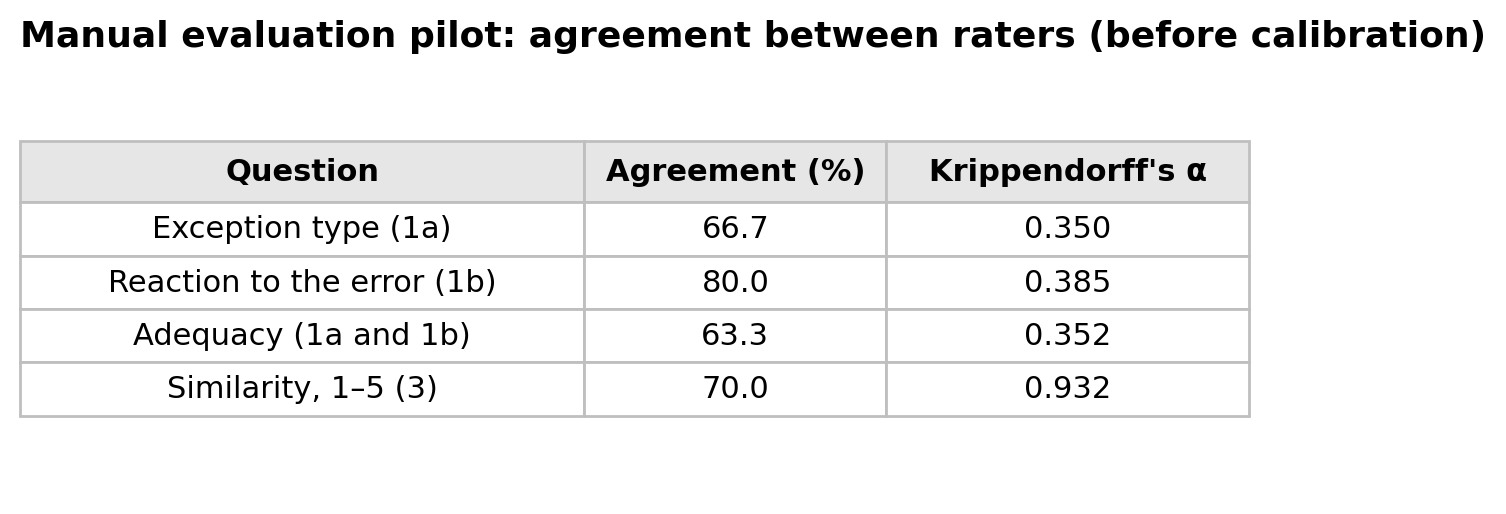 Manual evaluation pilot: agreement between raters (before calibration)
Question Agreement (%) Krippendorff's α
Exception type (1a) 66.7 0.350
Reaction to the error (1b) 80.0 0.385
Adequacy (1a and 1b) 63.3 0.352
Similarity, 1–5 (3) 70.0 0.932